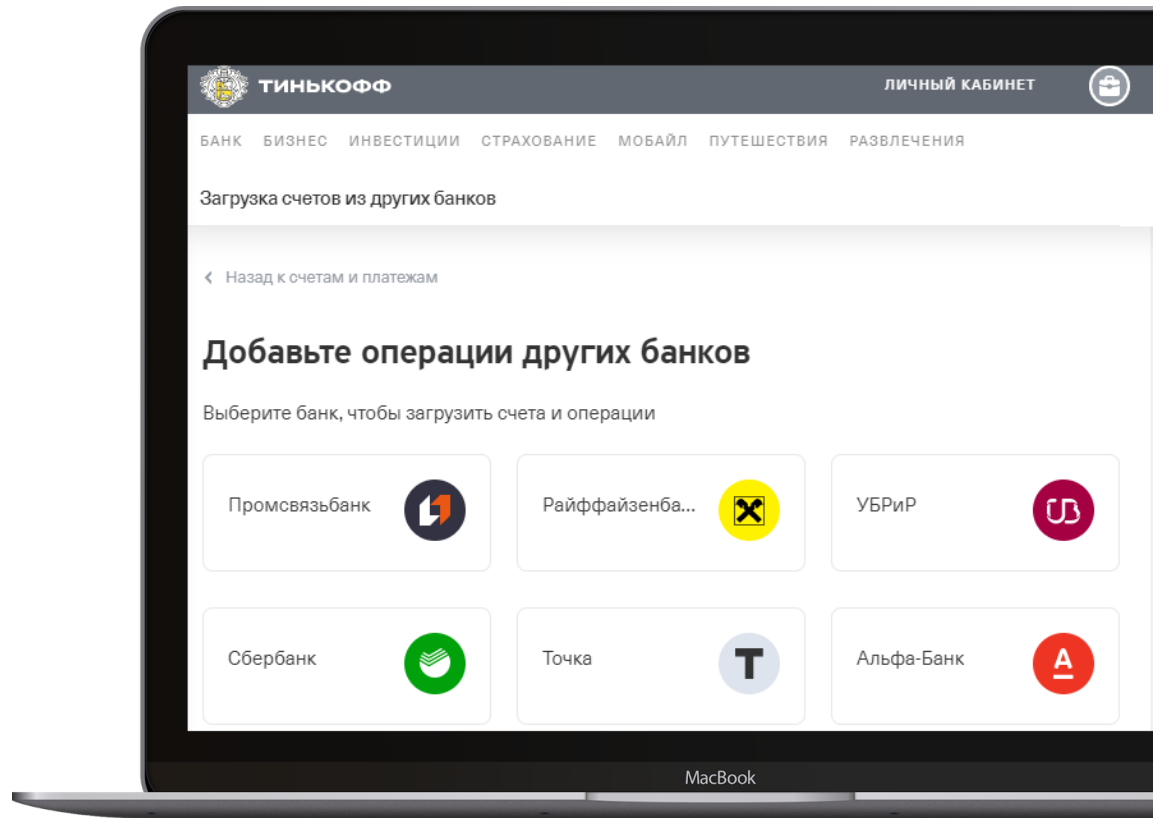 ТИНЬКОФФ
ЛИЧНЫЙ КАБИНЕТ
БАНК БИЗНЕС ИНВЕСТИЦИИ СТРАХОВАНИЕ МОБАЙЛ ПУТЕШЕСТВИЯ РАЗВЛЕЧЕНИЯ
Загрузка счетов из других банков
Назад к счетам и платежам
Добавьте операции других банков
Выберите банк, чтобы загрузить счета и операции
Промсвязьбанк
Райффайзенба...
УБРиР
UB
Сбербанк
Точка
Т
Альфа-Банк
А
MacBook